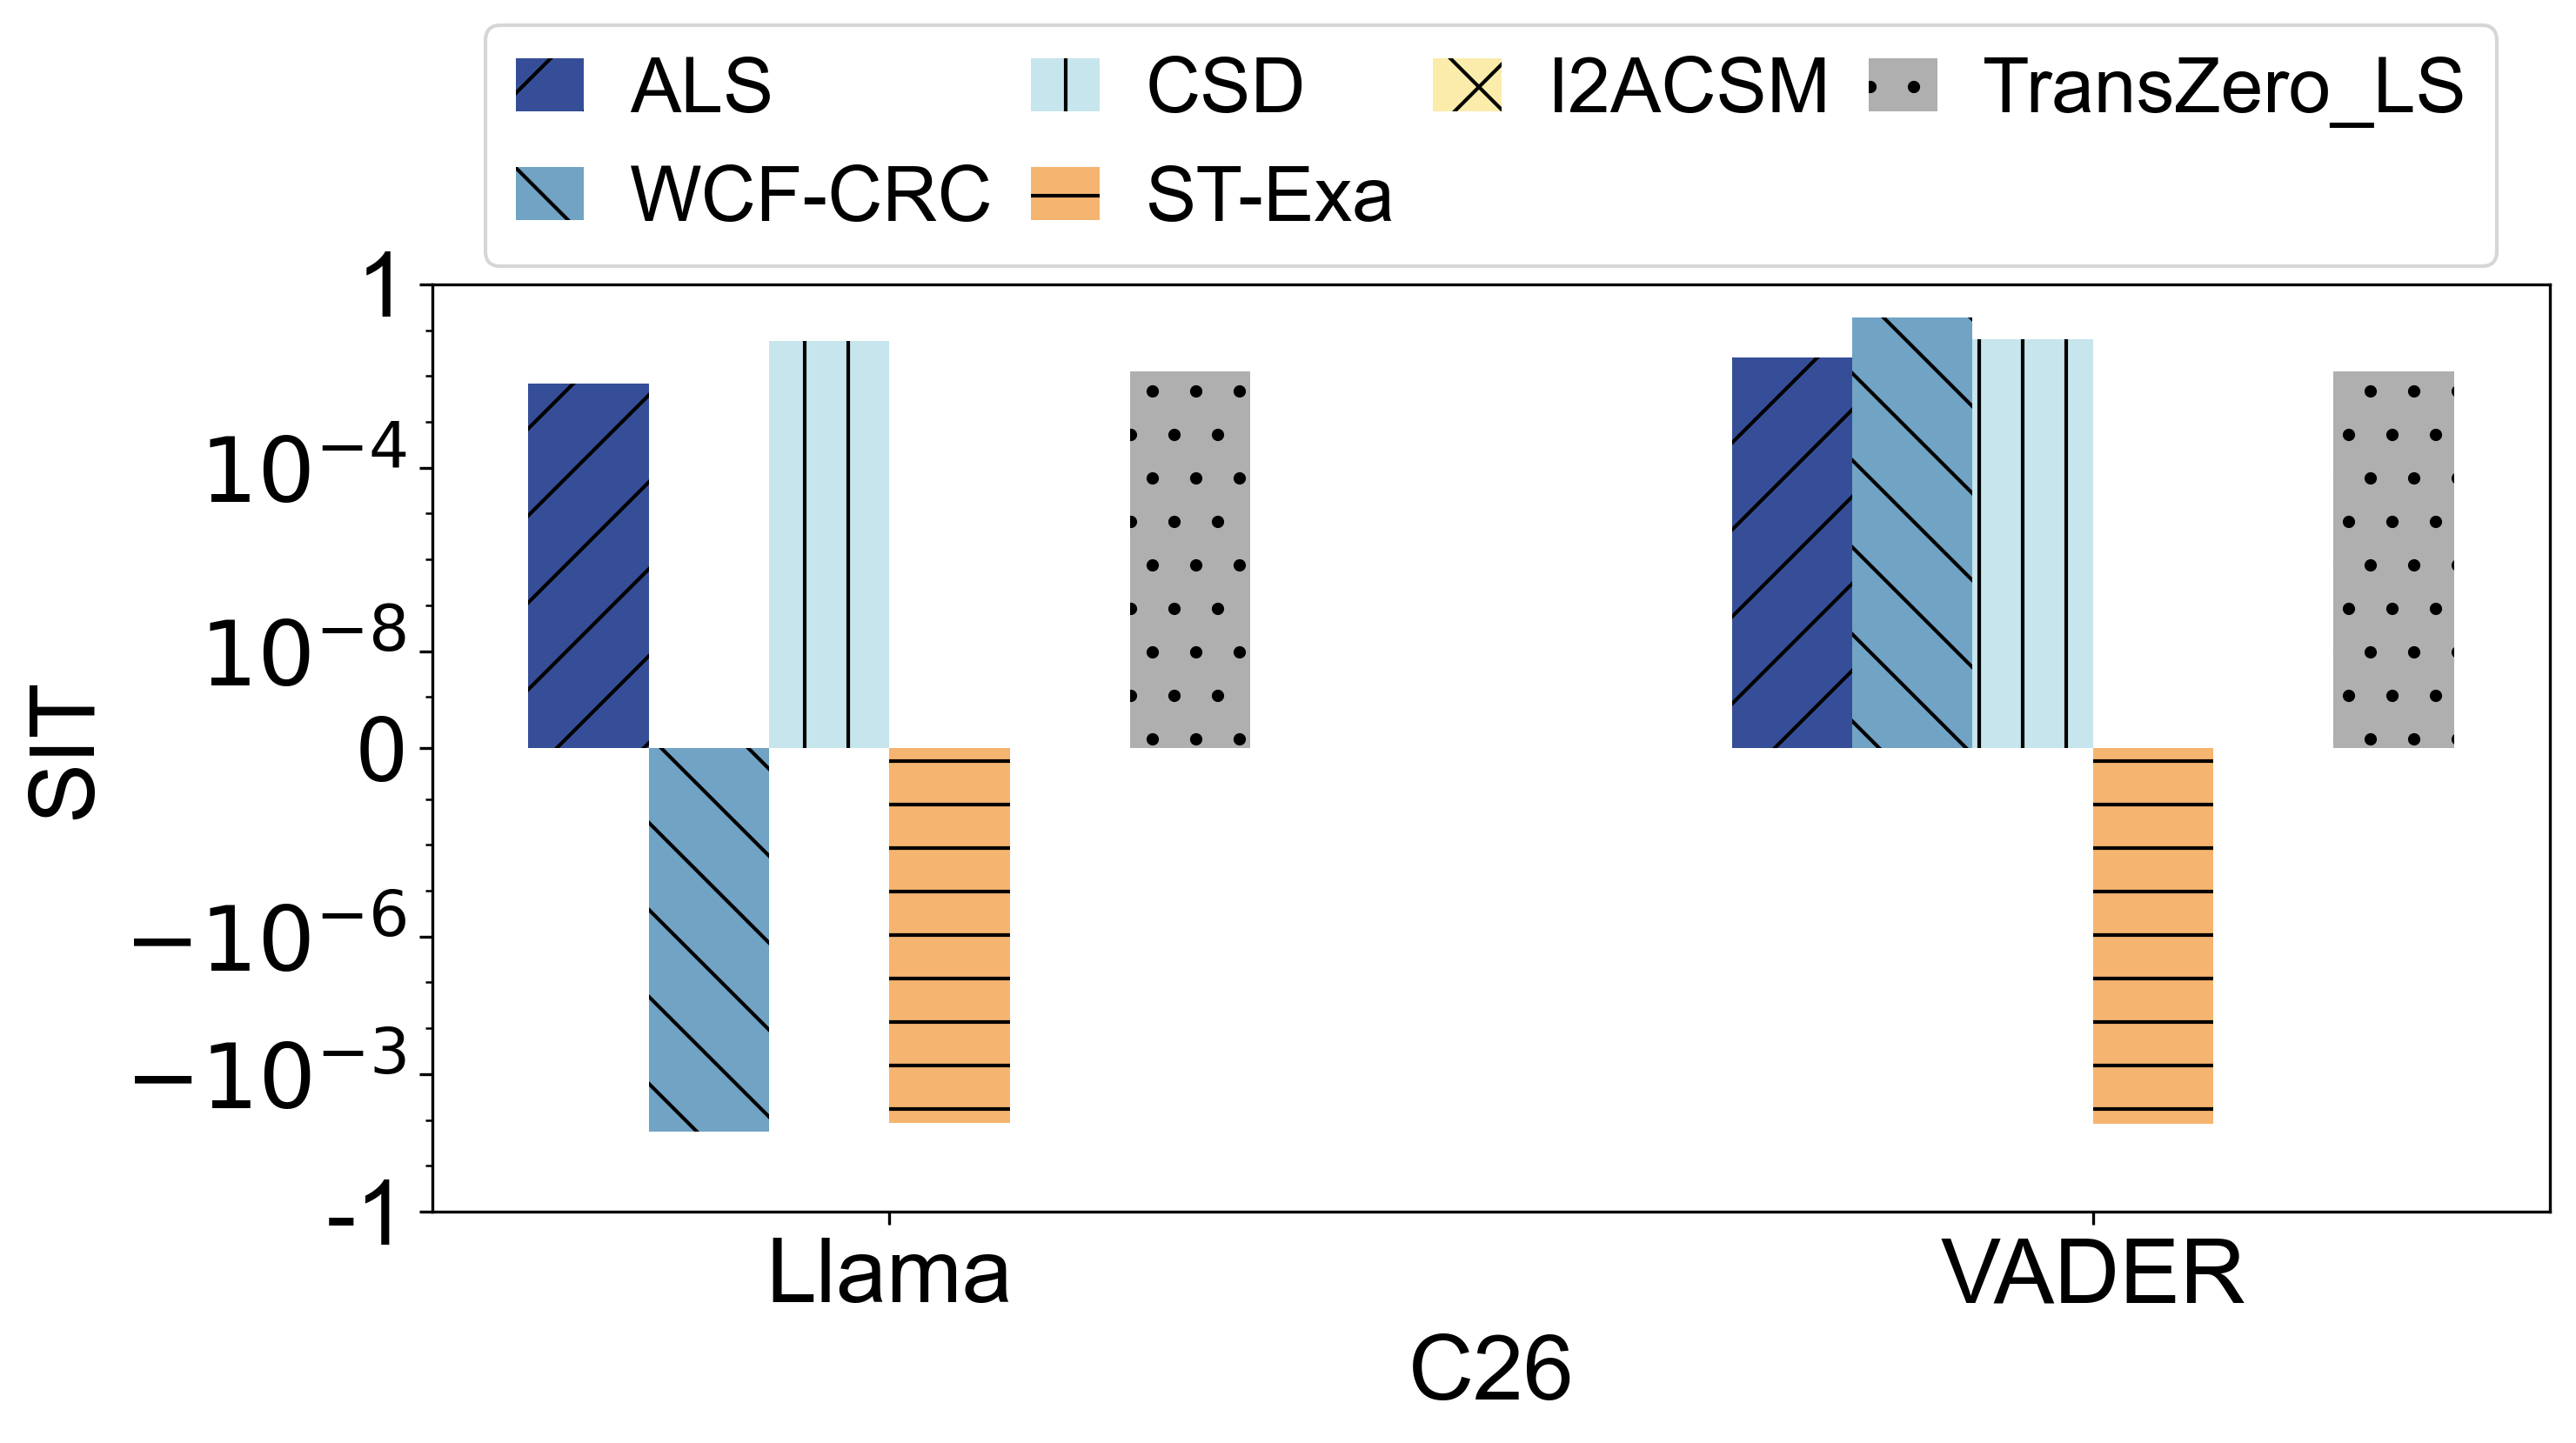 ALS CSD I2ACSM TransZero_LS
WCF-CRC ST-Exa
1
10⁻⁴
10⁻⁸
0
−10⁻⁶
−10⁻³
-1
SIT
Llama VADER
C26